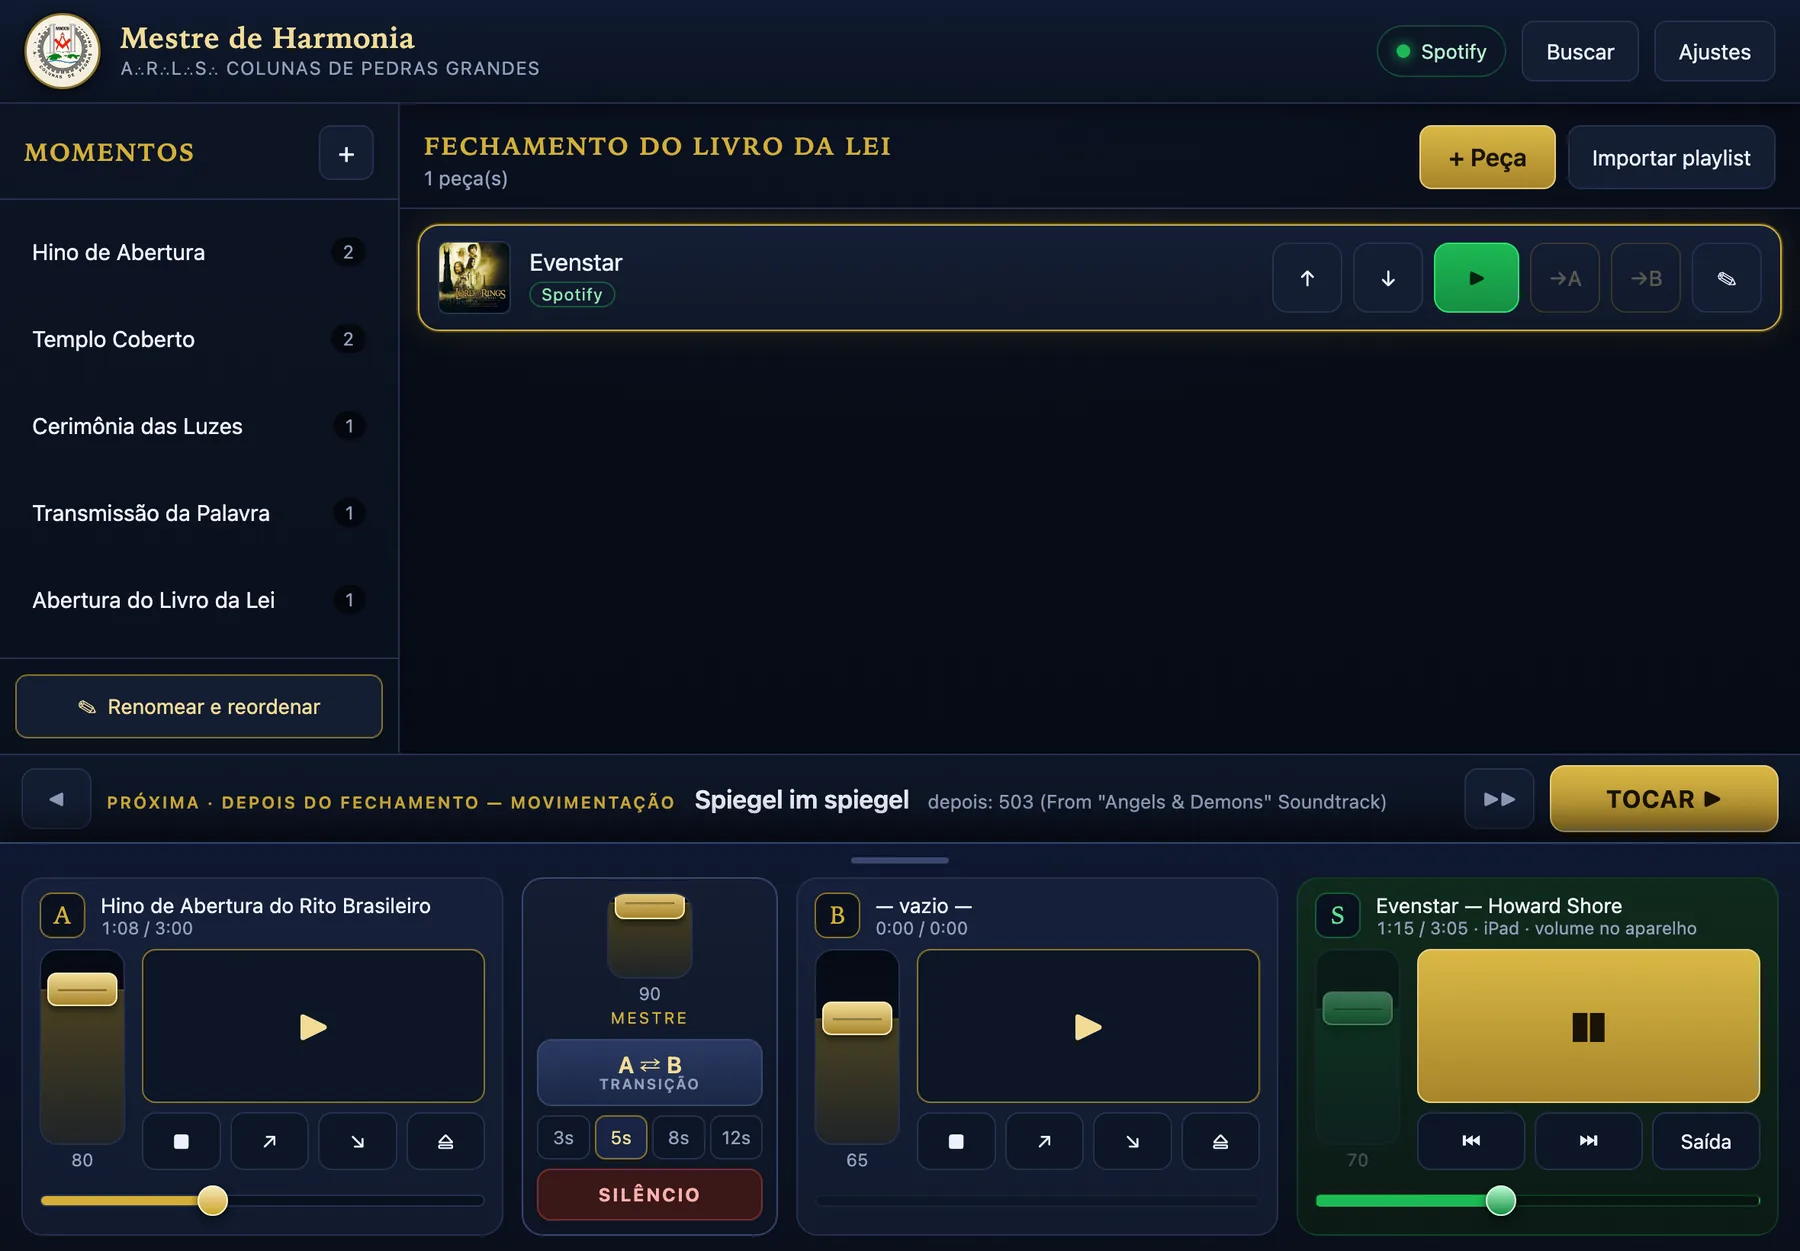 Mestre de Harmonia
A∴R∴L∴S∴ COLUNAS DE PEDRAS GRANDES
Spotify
Buscar
Ajustes
MOMENTOS
+
Hino de Abertura 2
Templo Coberto 2
Cerimônia das Luzes 1
Transmissão da Palavra 1
Abertura do Livro da Lei 1
✎ Renomear e reordenar
FECHAMENTO DO LIVRO DA LEI
1 peça(s)
+ Peça
Importar playlist
Evenstar
Spotify
↑ ↓ ▶ →A →B ✎
◀ PRÓXIMA · DEPOIS DO FECHAMENTO — MOVIMENTAÇÃO Spiegel im spiegel depois: 503 (From "Angels & Demons" Soundtrack) ▶▶ TOCAR ▶
A
Hino de Abertura do Rito Brasileiro
1:08 / 3:00
80
90
MESTRE
A ⇄ B
TRANSIÇÃO
3s 5s 8s 12s
SILÊNCIO
B
— vazio —
0:00 / 0:00
65
S
Evenstar — Howard Shore
1:15 / 3:05 · iPad · volume no aparelho
70
Saída